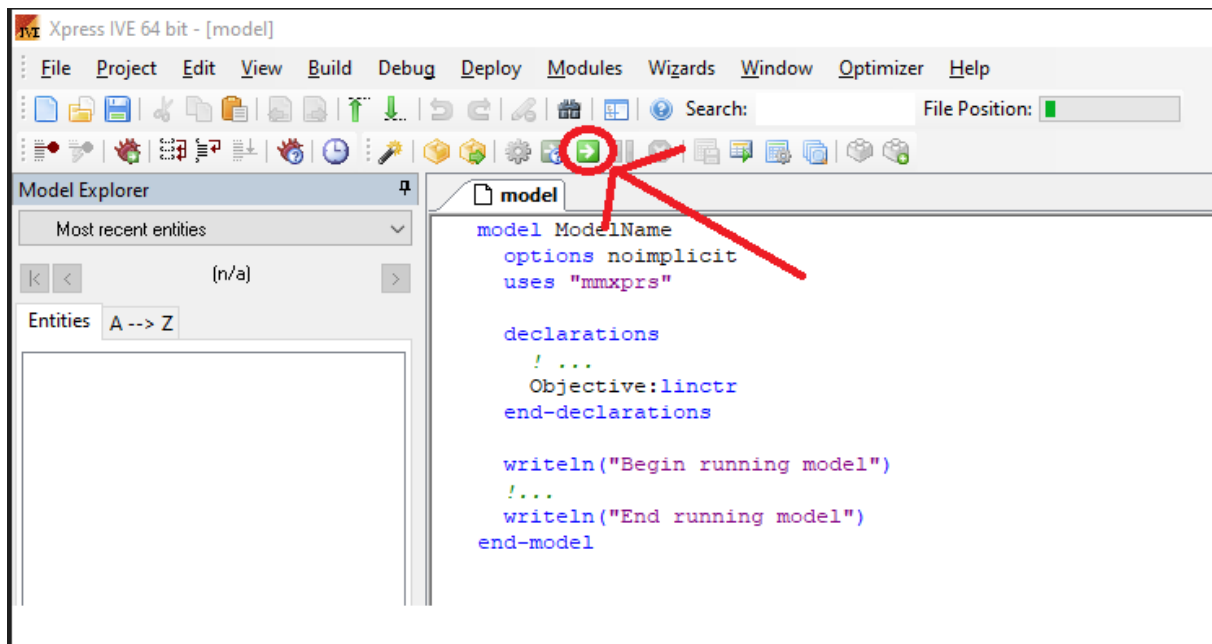 IVE Xpress IVE 64 bit - [model]
File Project Edit View Build Debug Deploy Modules Wizards Window Optimizer Help
Search: File Position:
Model Explorer
Most recent entities
(n/a)
Entities A --> Z
model
model ModelName
options noimplicit
uses "mmxprs"
declarations
! ...
Objective:linctr
end-declarations
writeln("Begin running model")
!...
writeln("End running model")
end-model